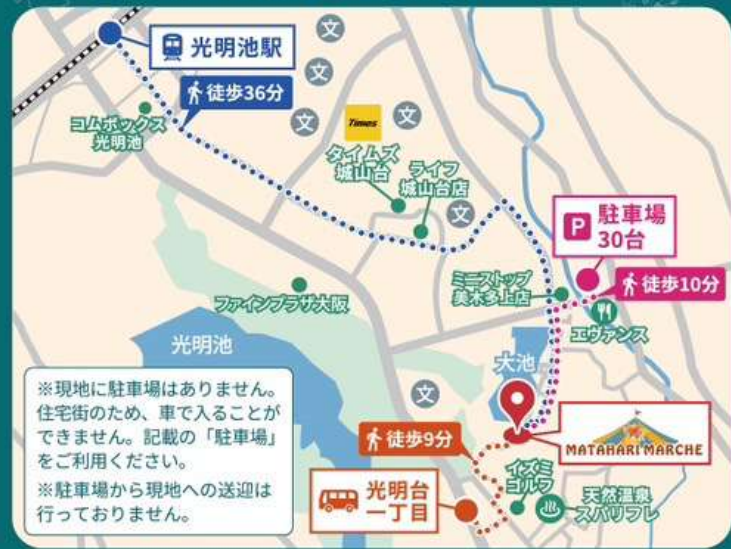 光明池駅
徒歩36分
コムボックス
光明池
文
文
文
Times
文
タイムズ
城山台
ライフ
城山台店
文
P
駐車場
30台
徒歩10分
ミニストップ
美木多上店
エヴァンス
ファインプラザ大阪
光明池
大池
文
※現地に駐車場はありません。
住宅街のため、車で入ることが
できません。記載の「駐車場」
をご利用ください。
※駐車場から現地への送迎は
行っておりません。
徒歩9分
MATAHARI MARCHE
光明台
一丁目
イズミ
ゴルフ
天然温泉
スパリフレ